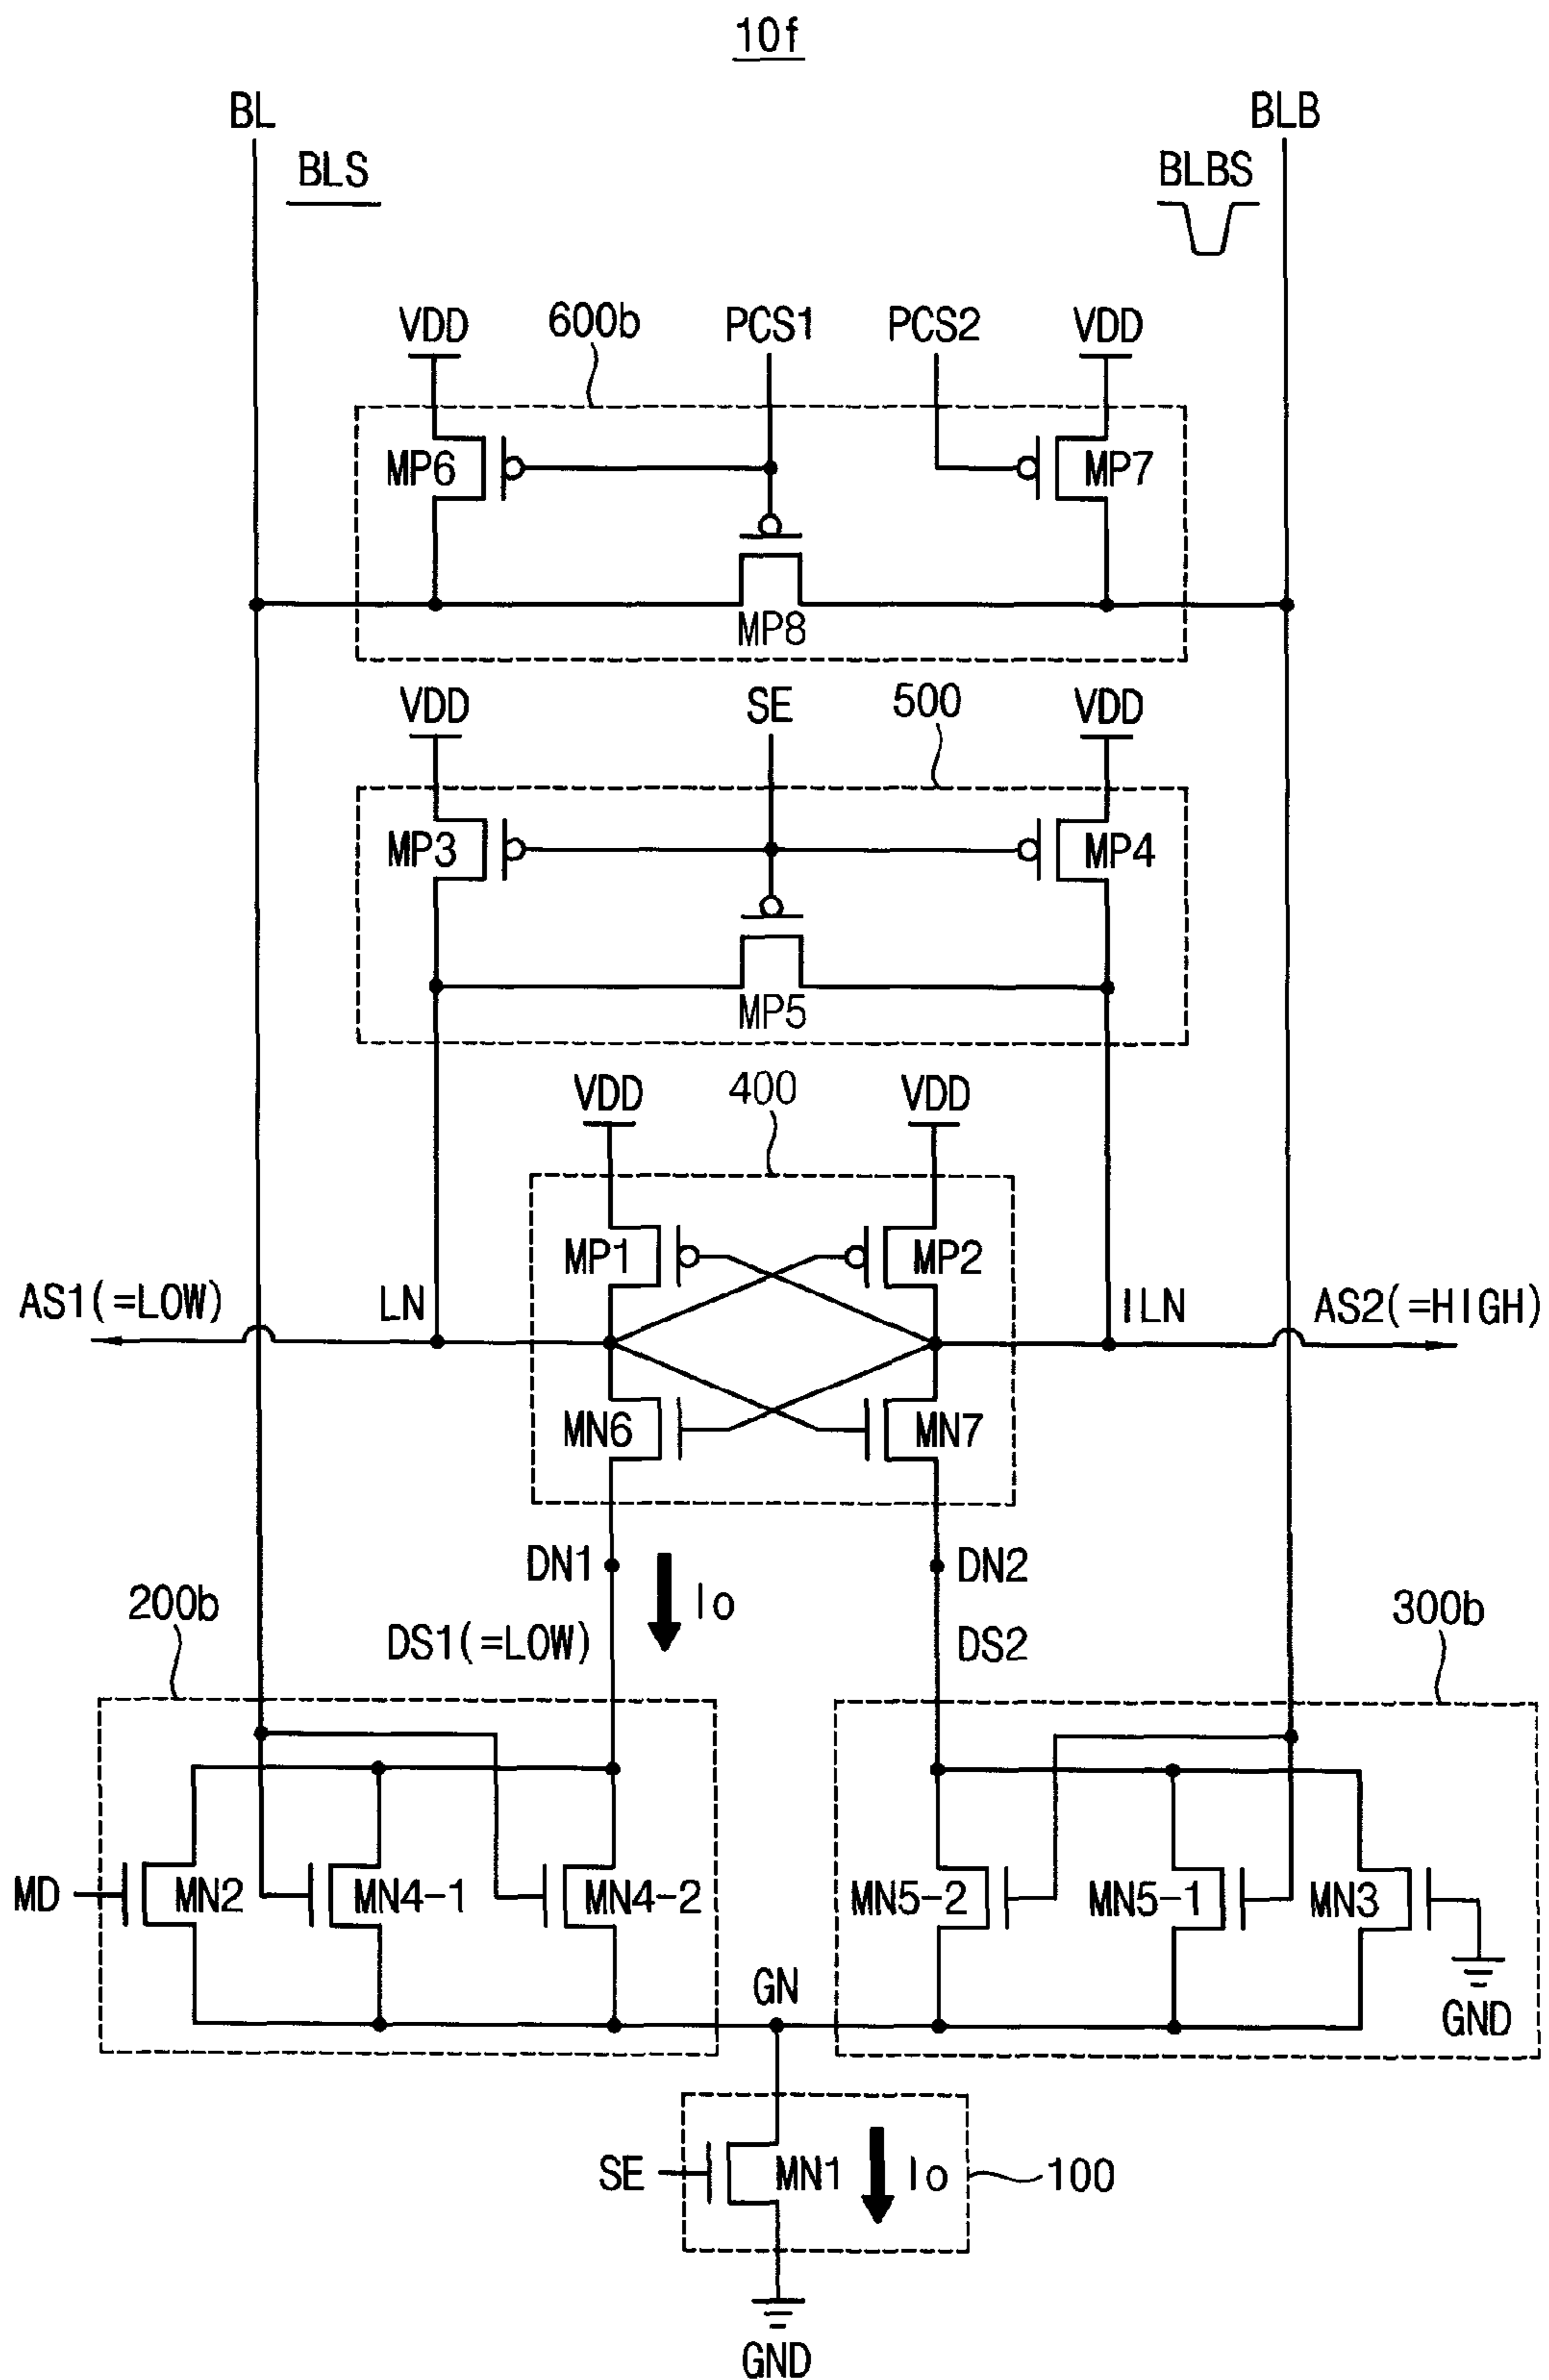 10f
BL
BLB
BLS
BLBS
VDD
600b
PCS1
PCS2
VDD
MP6
MP7
MP8
VDD
SE
500
VDD
MP3
MP4
MP5
VDD
400
VDD
MP1
MP2
AS1(=LOW)
LN
ILN
AS2(=HIGH)
MN6
MN7
DN1
Io
DN2
200b
DS1(=LOW)
DS2
300b
MD
MN2
MN4-1
MN4-2
MN5-2
MN5-1
MN3
GN
GND
SE
MN1
Io
100
GND